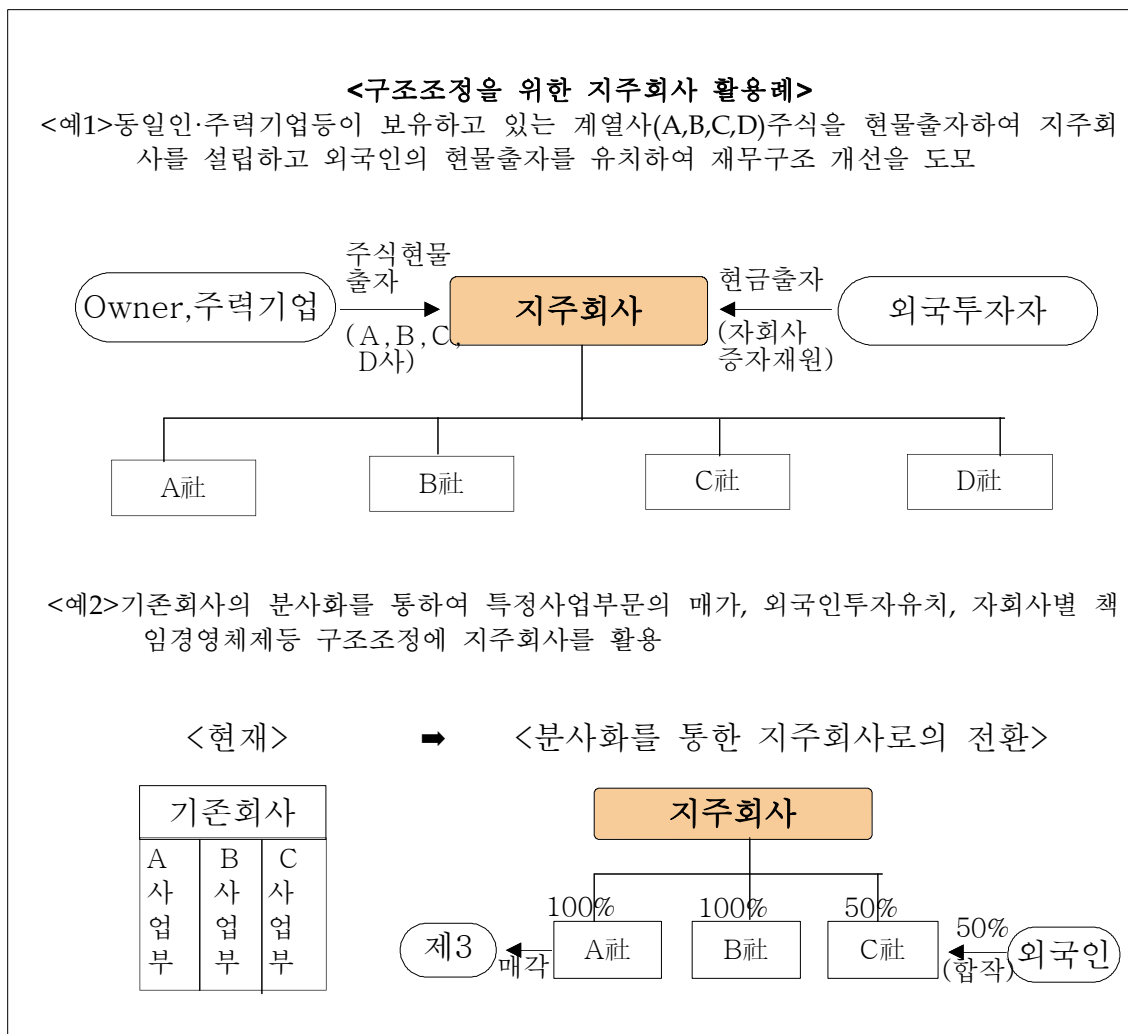 <구조조정을 위한 지주회사 활용례>
<예1>동일인·주력기업등이 보유하고 있는 계열사(A,B,C,D)주식을 현물출자하여 지주회
사를 설립하고 외국인의 현물출자를 유치하여 재무구조 개선을 도모
주식현물
출자
Owner,주력기업
(A,B,C,
D사)
지주회사
현금출자
(자회사
증자재원)
외국투자자
A社
B社
C社
D社
<예2>기존회사의 분사화를 통하여 특정사업부문의 매가, 외국인투자유치, 자회사별 책
임경영체제등 구조조정에 지주회사를 활용
<현재> ➡ <분사화를 통한 지주회사로의 전환>
기존회사
A사업부
B사업부
C사업부
지주회사
100%
100%
50%
제3
매각
A社
B社
C社
50%
(합작)
외국인